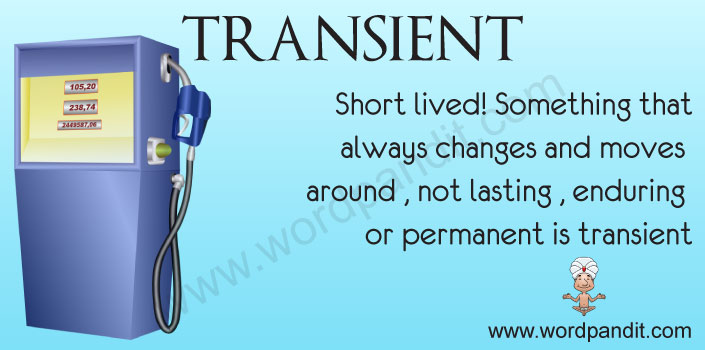 TRANSIENT
105,20
238,74
2449587,96
Short lived! Something that
always changes and moves
around , not lasting , enduring
or permanent is transient
www.wordpandit.com
www.wordpandit.com